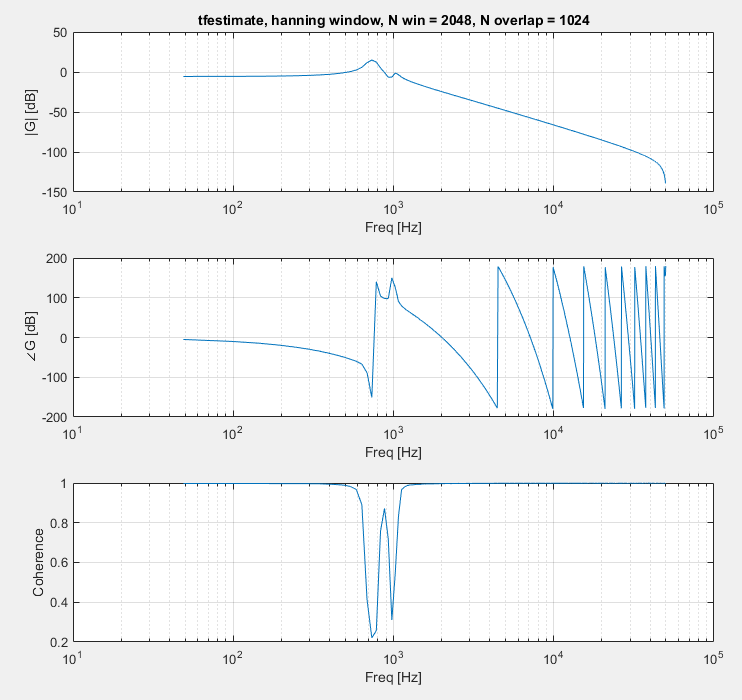 tfestimate, hanning window, N win = 2048, N overlap = 1024
50
0
-50
-100
-150
|G| [dB]
10^1 10^2 10^3 10^4 10^5
Freq [Hz]
200
100
0
-100
-200
∠G [dB]
10^1 10^2 10^3 10^4 10^5
Freq [Hz]
1
0.8
0.6
0.4
0.2
Coherence
10^1 10^2 10^3 10^4 10^5
Freq [Hz]